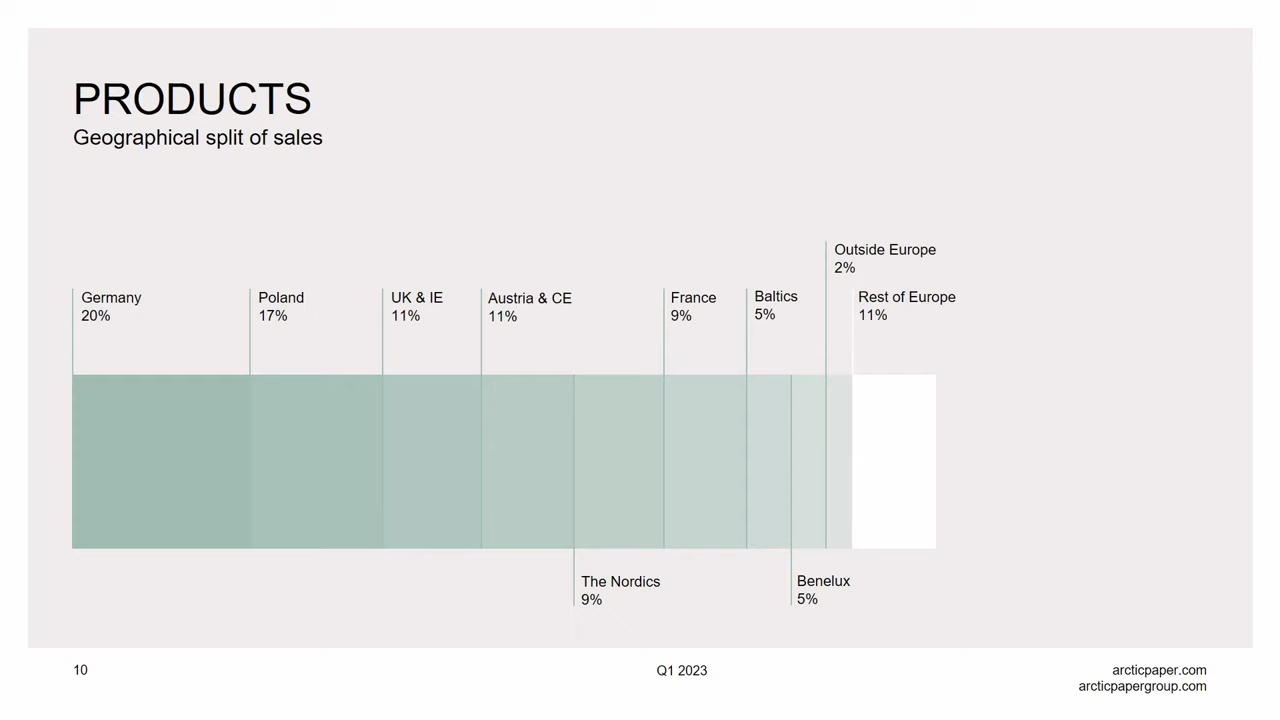 PRODUCTS
Geographical split of sales
Outside Europe
2%
Germany
20%
Poland
17%
UK & IE
11%
Austria & CE
11%
France
9%
Baltics
5%
Rest of Europe
11%
The Nordics
9%
Benelux
5%
10
Q1 2023
arcticpaper.com
arcticpapergroup.com